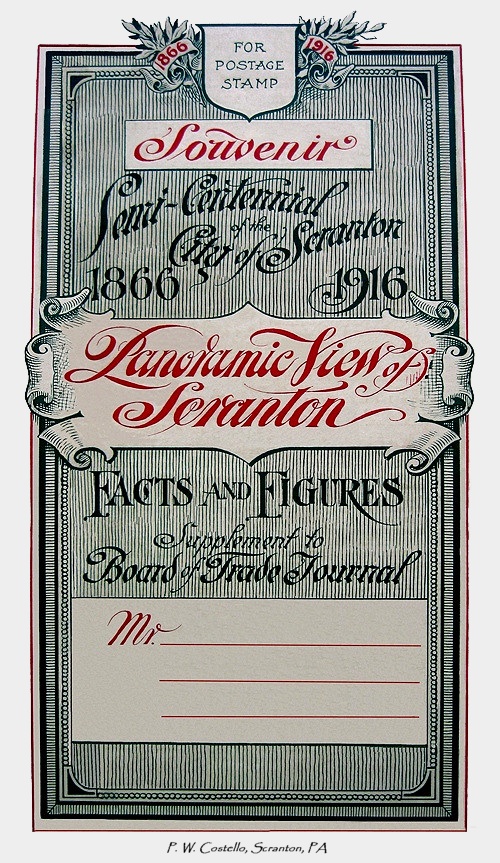 FOR
POSTAGE
STAMP
1866
1916
Souvenir
Semi-Centennial
of the
City of Scranton
1866 1916
Panoramic View of
Scranton
FACTS AND FIGURES
Supplement to
Board of Trade Journal
Mr.
P. W. Costello, Scranton, PA